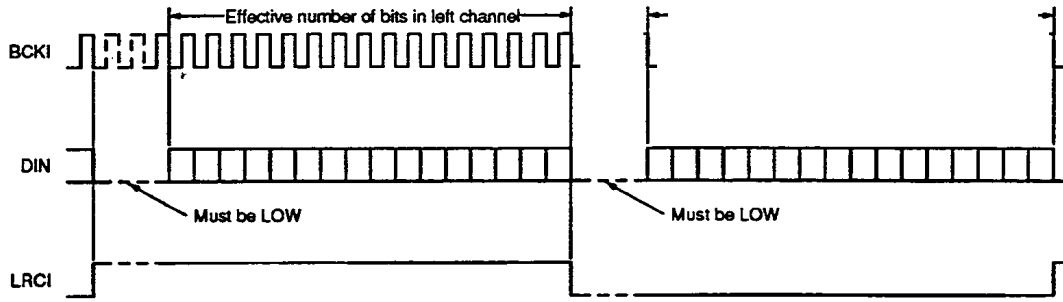 Effective number of bits in left channel
BCKI
DIN
Must be LOW
Must be LOW
LRCI